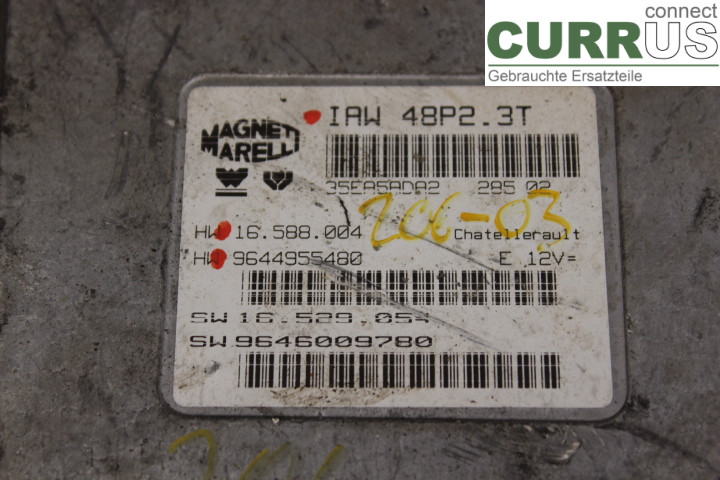 connect
CURRUS
Gebrauchte Ersatzteile
MAGNETI
MARELLI
IAW 48P2.3T
35EA5ADA2 285 02
206-03
HW 16.588.004 Chatellerault
HW 9644955480 E 12V=
SW 16.529.054
SW 9646009780